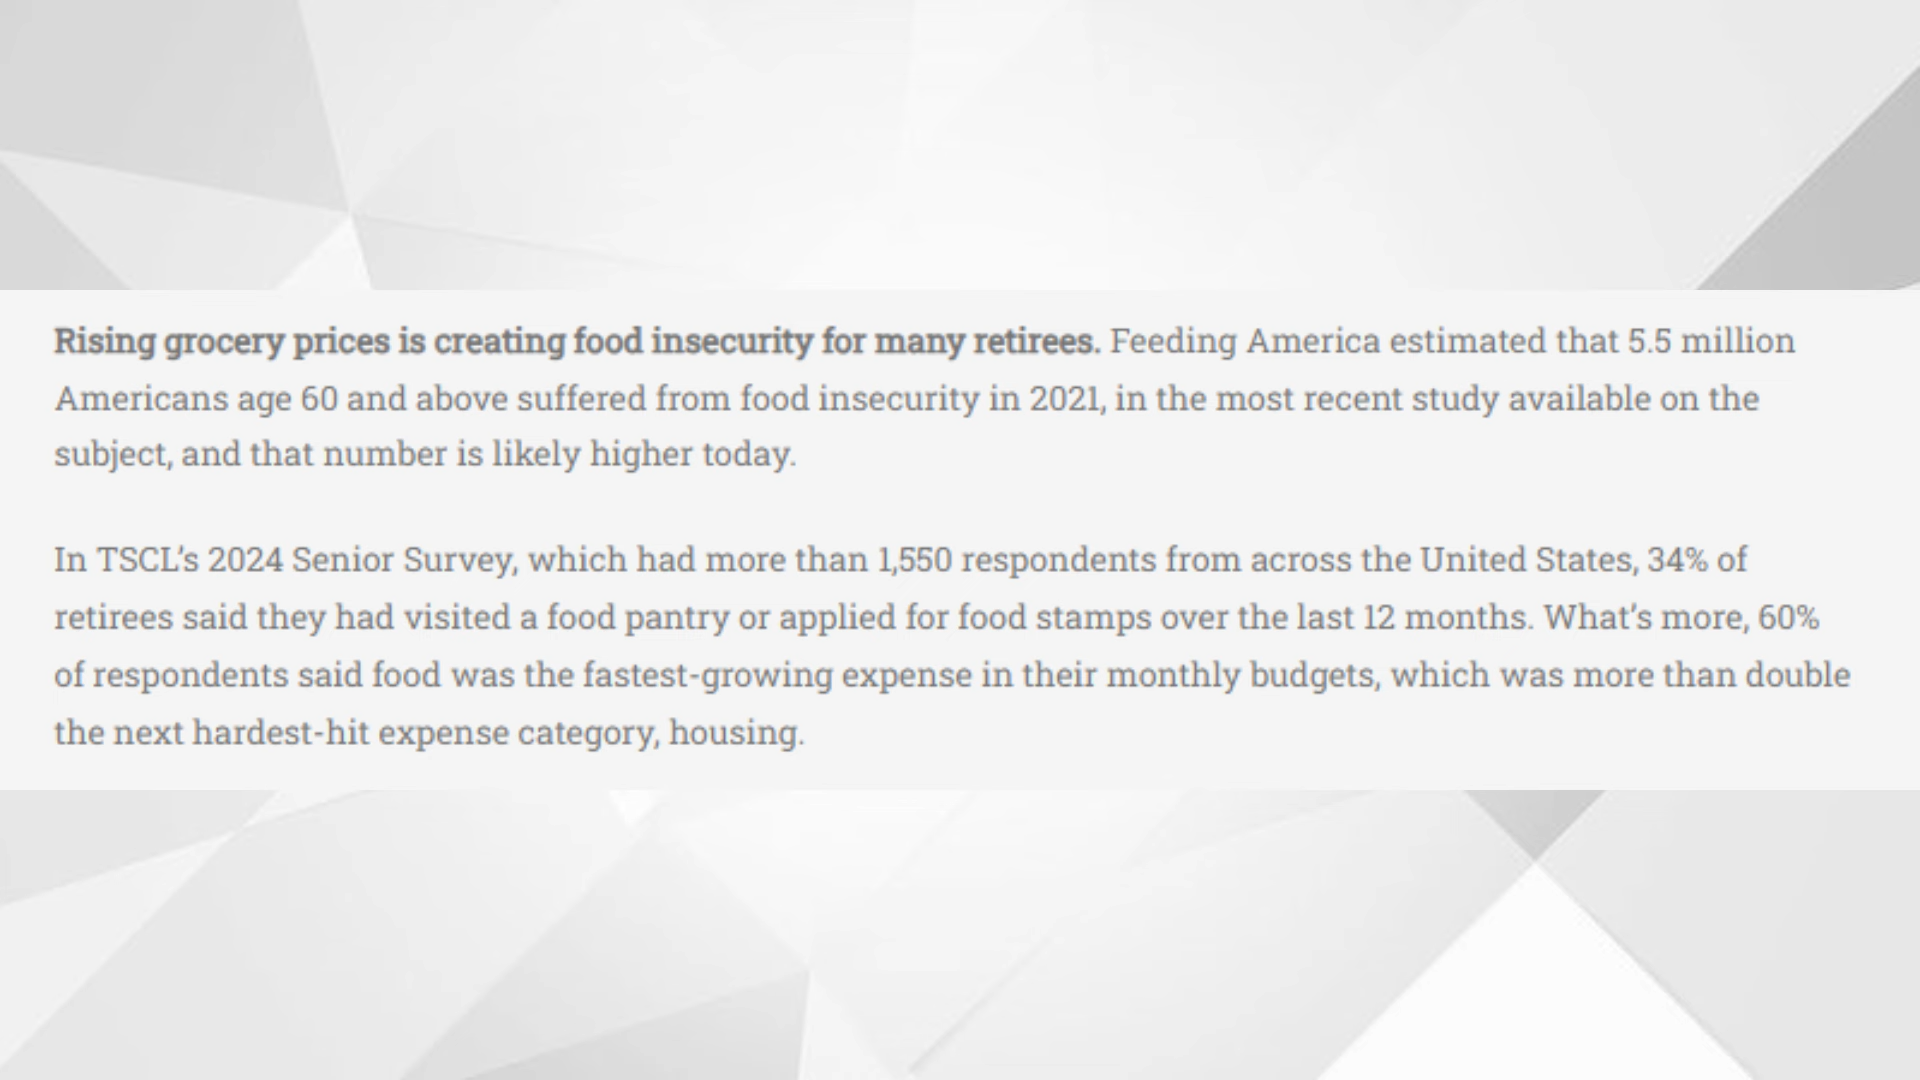 Rising grocery prices is creating food insecurity for many retirees. Feeding America estimated that 5.5 million
Americans age 60 and above suffered from food insecurity in 2021, in the most recent study available on the
subject, and that number is likely higher today.
In TSCL’s 2024 Senior Survey, which had more than 1,550 respondents from across the United States, 34% of
retirees said they had visited a food pantry or applied for food stamps over the last 12 months. What’s more, 60%
of respondents said food was the fastest-growing expense in their monthly budgets, which was more than double
the next hardest-hit expense category, housing.